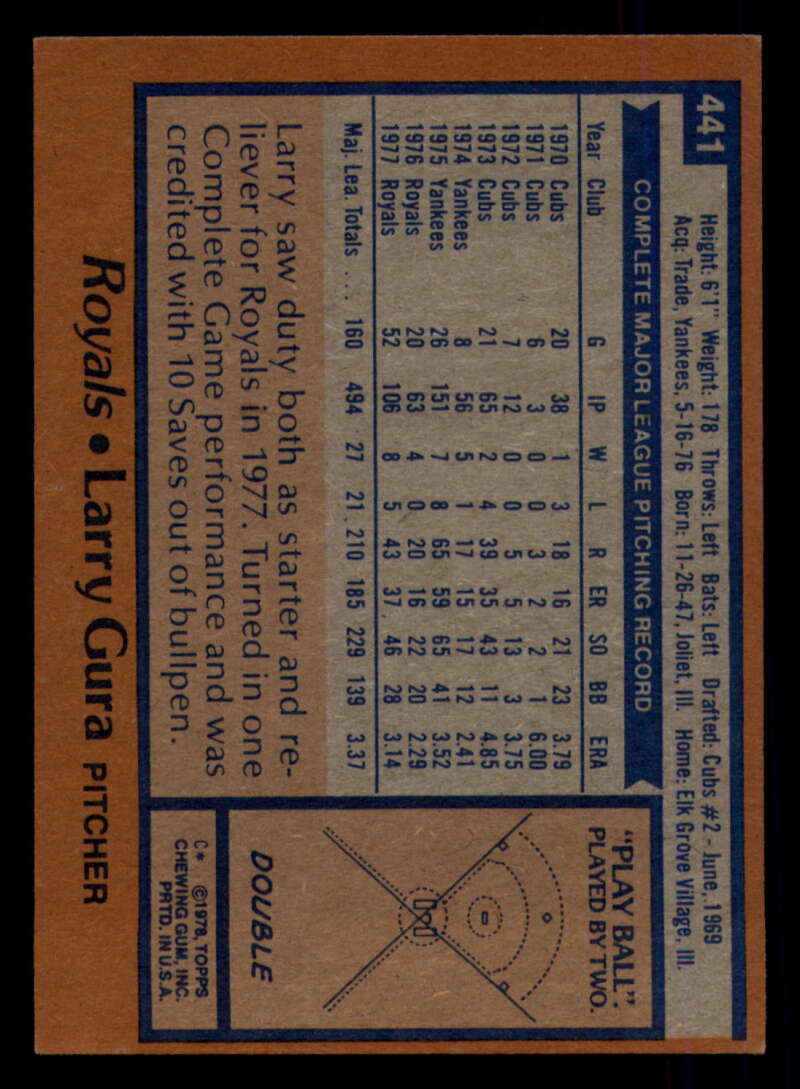 441
Height: 6'1" Weight: 178 Throws: Left Bats: Left Drafted: Cubs #2 - June, 1969
Acq: Trade, Yankees, 5-16-76 Born: 11-26-47, Joliet, Ill. Home: Elk Grove Village, Ill.
COMPLETE MAJOR LEAGUE PITCHING RECORD
Year Club G IP W L R ER SO BB ERA
1970 Cubs 20 38 1 3 18 16 21 23 3.79
1971 Cubs 6 3 0 0 3 2 2 1 6.00
1972 Cubs 7 12 0 0 5 5 13 3 3.75
1973 Cubs 21 65 2 4 39 35 43 11 4.85
1974 Yankees 8 56 5 1 17 15 17 12 2.41
1975 Yankees 26 151 7 8 65 59 65 41 3.52
1976 Royals 20 63 4 0 20 16 22 20 2.29
1977 Royals 52 106 8 5 43 37 46 28 3.14
Maj. Lea. Totals ... 160 494 27 21 210 185 229 139 3.37
Larry saw duty both as starter and re-
liever for Royals in 1977. Turned in one
Complete Game performance and was
credited with 10 Saves out of bullpen.
"PLAY BALL":
PLAYED BY TWO.
DOUBLE
C* ©1978, TOPPS
CHEWING GUM, INC.
PRTD. IN U.S.A.
Royals • Larry Gura PITCHER